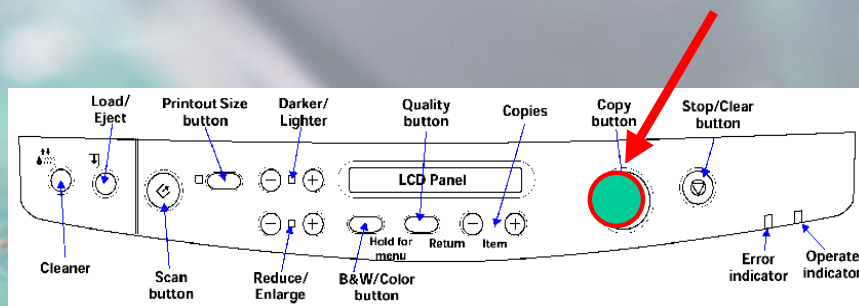 Load/
Eject
Printout Size
button
Darker/
Lighter
Quality
button
Copies
Copy
button
Stop/Clear
button
LCD Panel
Hold for
menu
Return
Item
Cleaner
Scan
button
Reduce/
Enlarge
B&W/Color
button
Error
indicator
Operate
indicator